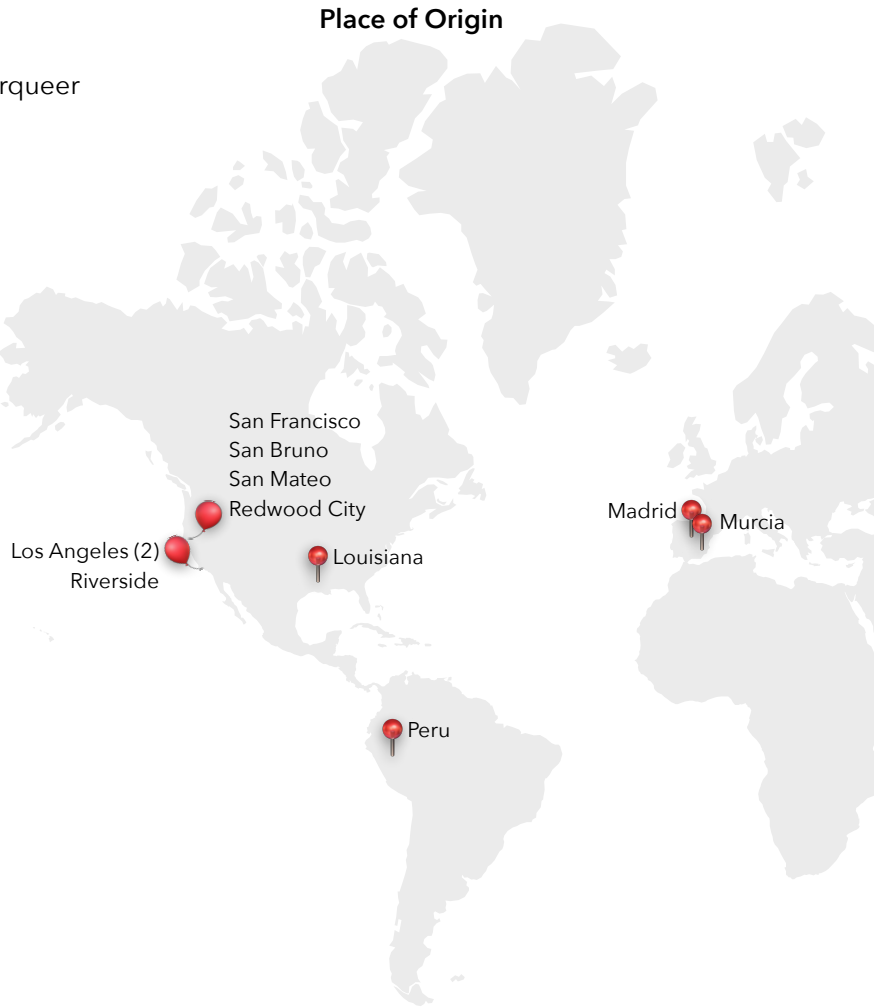 Place of Origin
rqueer
San Francisco
San Bruno
San Mateo
Redwood City
Madrid
Murcia
Los Angeles (2)
Louisiana
Riverside
Peru